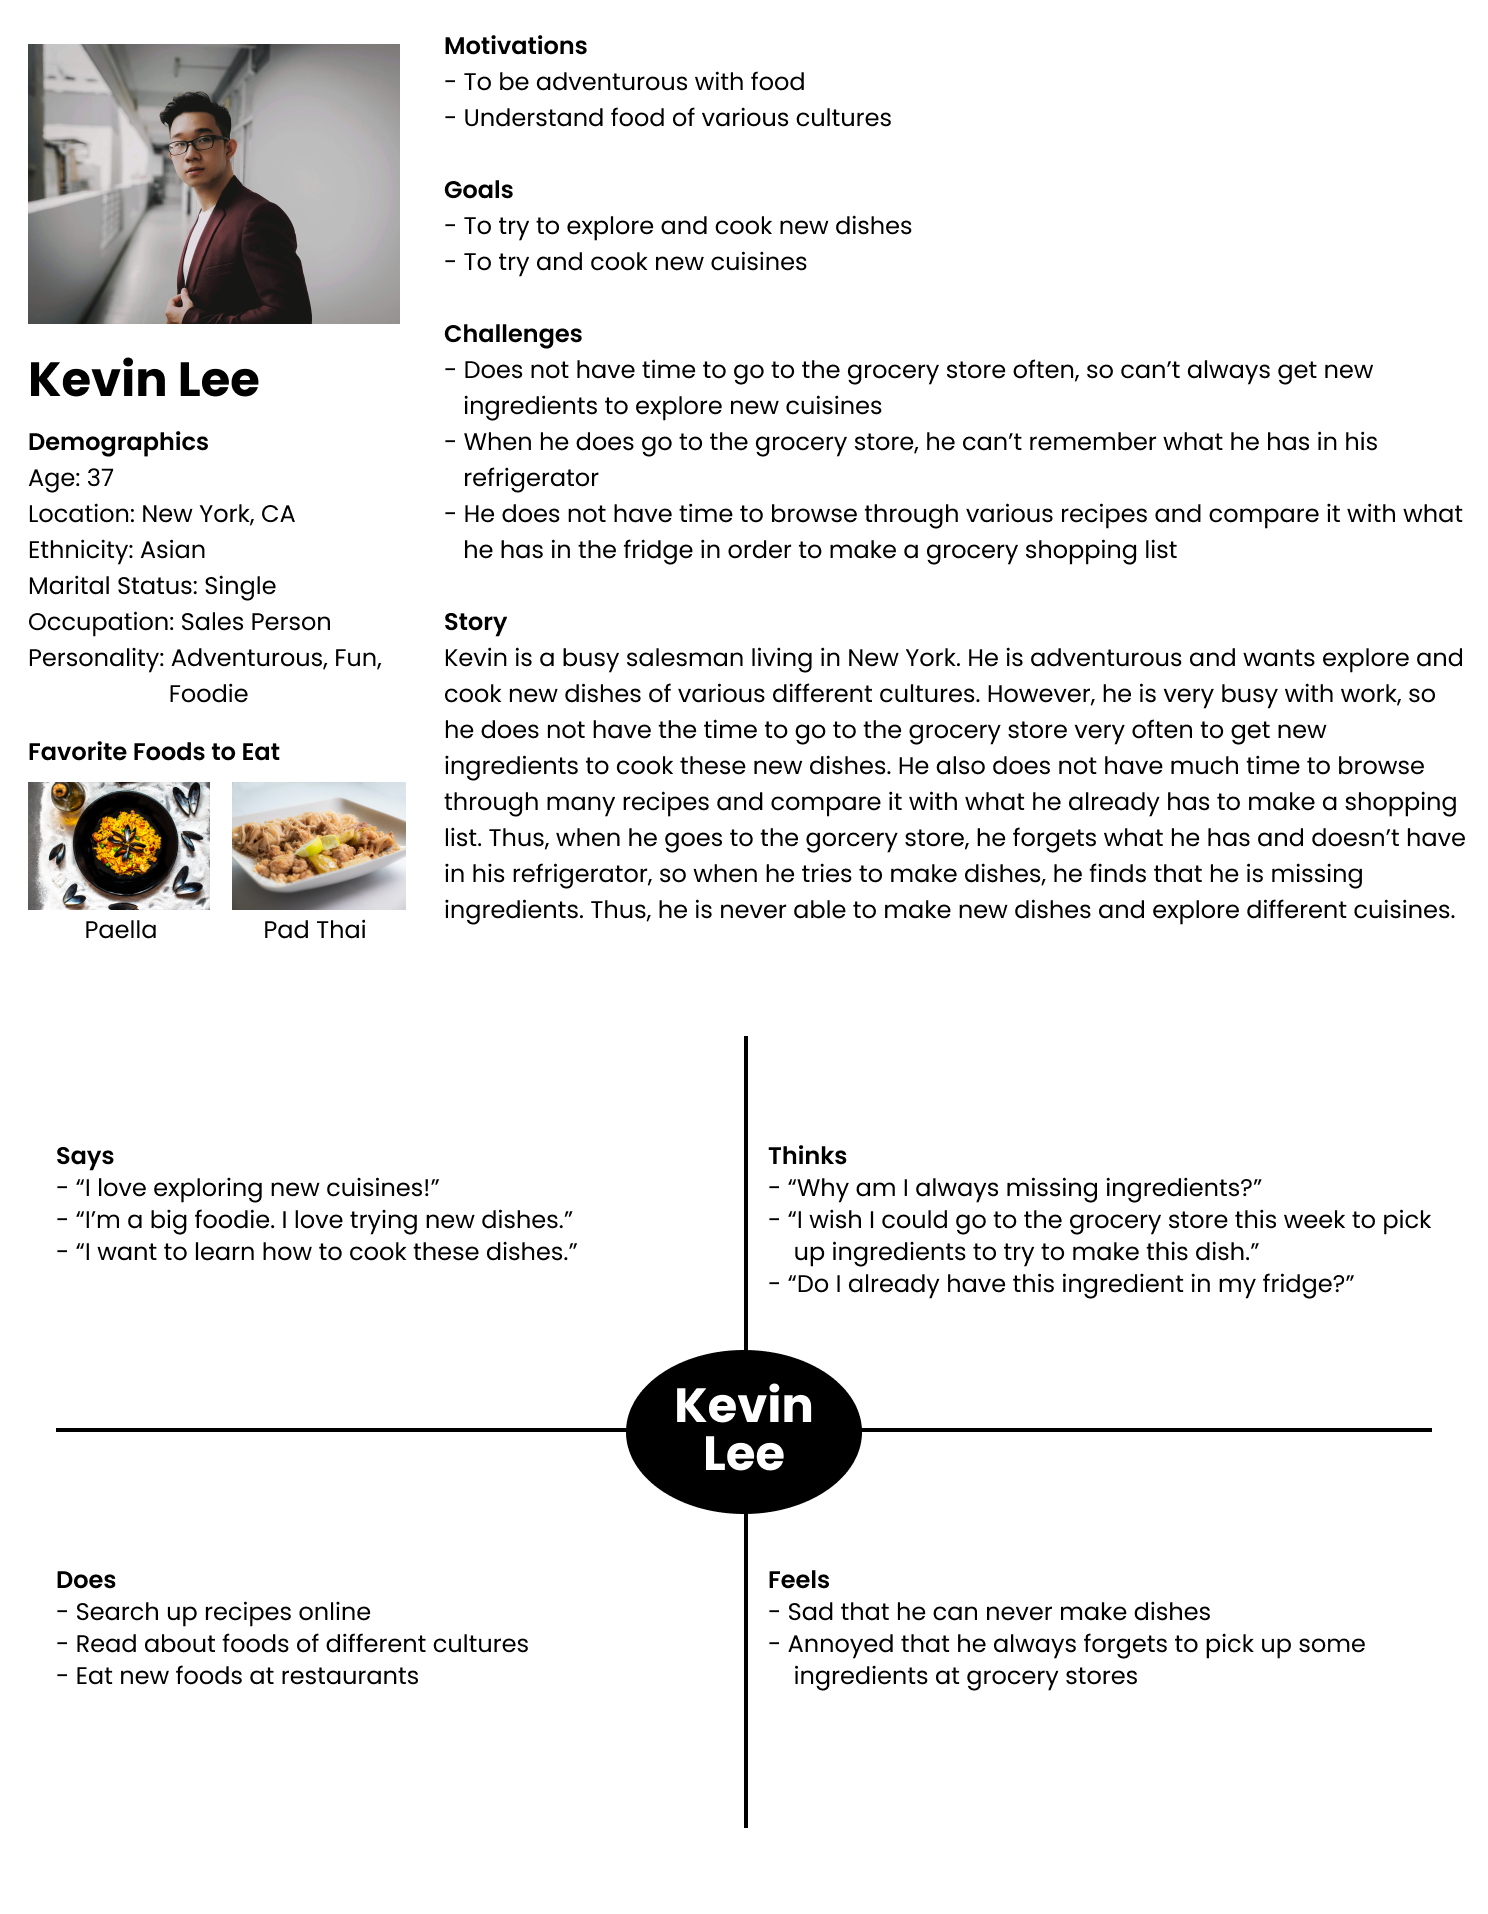 Kevin Lee
Demographics
Age: 37
Location: New York, CA
Ethnicity: Asian
Marital Status: Single
Occupation: Sales Person
Personality: Adventurous, Fun,
Foodie
Favorite Foods to Eat
Paella
Pad Thai
Motivations
- To be adventurous with food
- Understand food of various cultures
Goals
- To try to explore and cook new dishes
- To try and cook new cuisines
Challenges
- Does not have time to go to the grocery store often, so can’t always get new
ingredients to explore new cuisines
- When he does go to the grocery store, he can’t remember what he has in his
refrigerator
- He does not have time to browse through various recipes and compare it with what
he has in the fridge in order to make a grocery shopping list
Story
Kevin is a busy salesman living in New York. He is adventurous and wants explore and
cook new dishes of various different cultures. However, he is very busy with work, so
he does not have the time to go to the grocery store very often to get new
ingredients to cook these new dishes. He also does not have much time to browse
through many recipes and compare it with what he already has to make a shopping
list. Thus, when he goes to the gorcery store, he forgets what he has and doesn’t have
in his refrigerator, so when he tries to make dishes, he finds that he is missing
ingredients. Thus, he is never able to make new dishes and explore different cuisines.
Says
- “I love exploring new cuisines!”
- “I’m a big foodie. I love trying new dishes.”
- “I want to learn how to cook these dishes.”
Thinks
- “Why am I always missing ingredients?”
- “I wish I could go to the grocery store this week to pick
up ingredients to try to make this dish.”
- “Do I already have this ingredient in my fridge?”
Kevin
Lee
Does
- Search up recipes online
- Read about foods of different cultures
- Eat new foods at restaurants
Feels
- Sad that he can never make dishes
- Annoyed that he always forgets to pick up some
ingredients at grocery stores